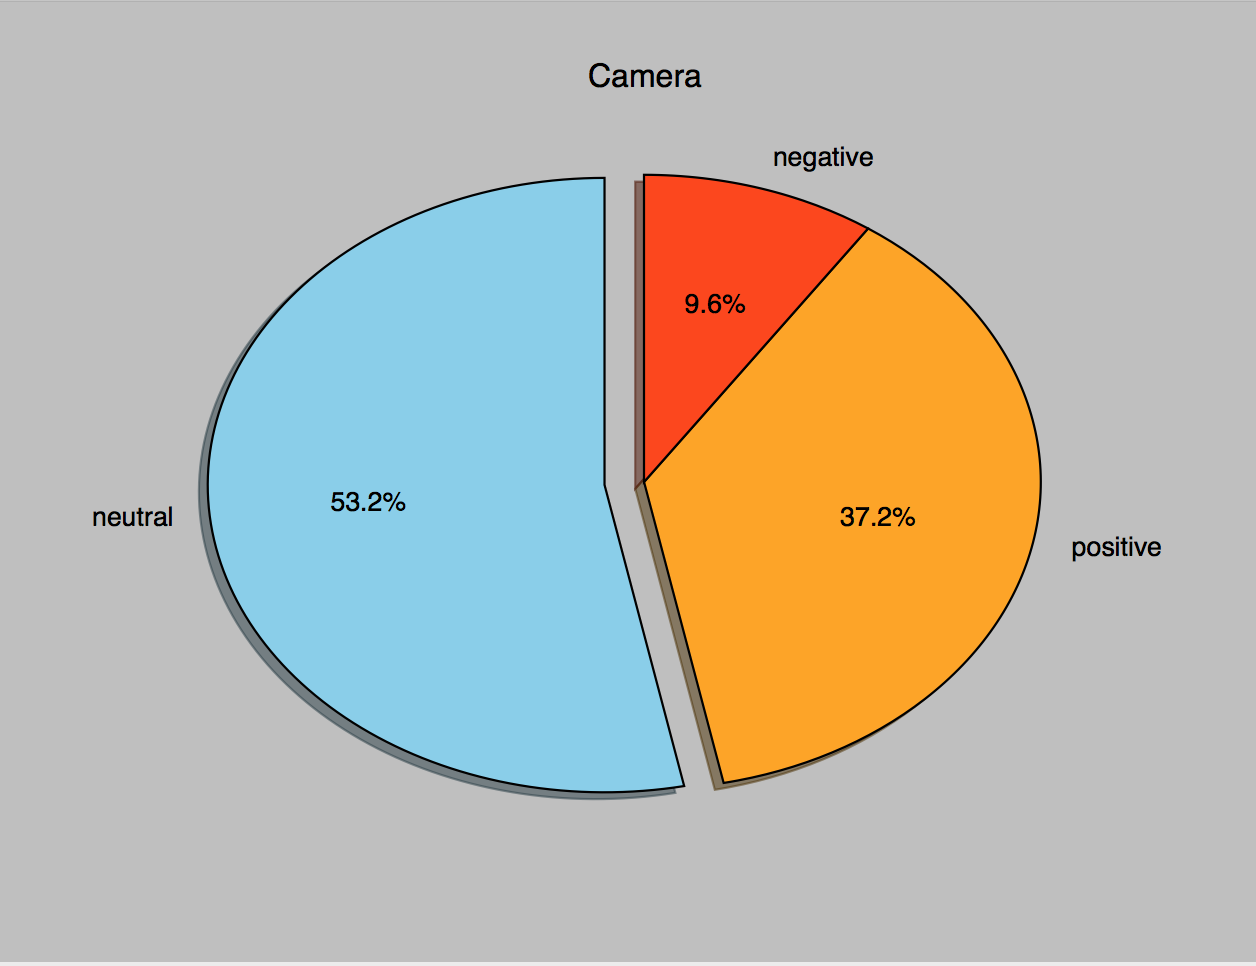 Camera
negative
9.6%
53.2%
neutral
37.2%
positive